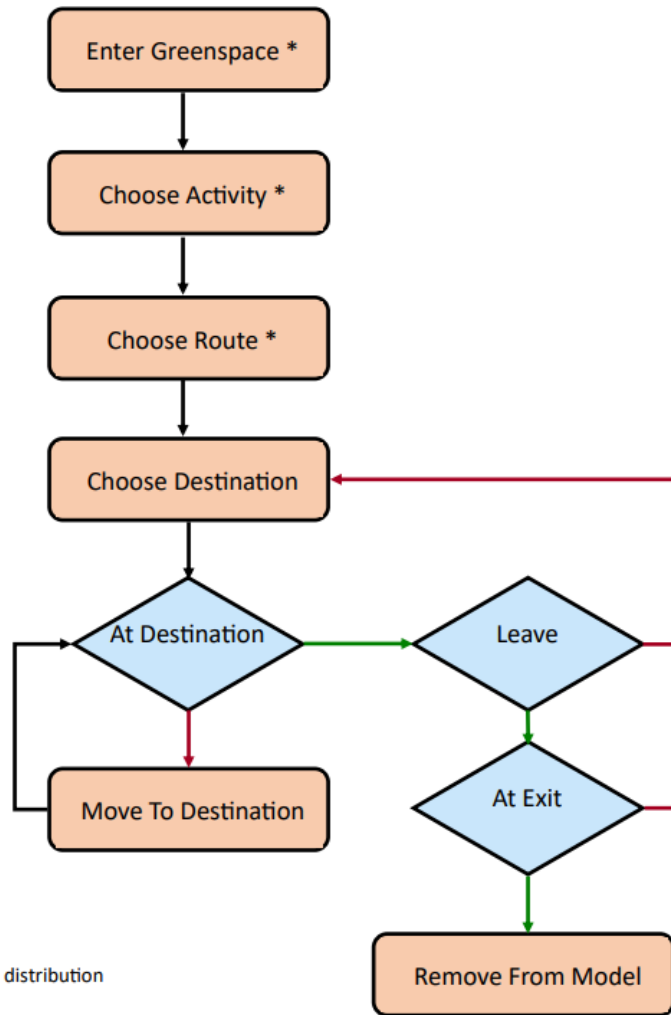 Enter Greenspace *
Choose Activity *
Choose Route *
Choose Destination
At Destination
Leave
Move To Destination
At Exit
distribution
Remove From Model